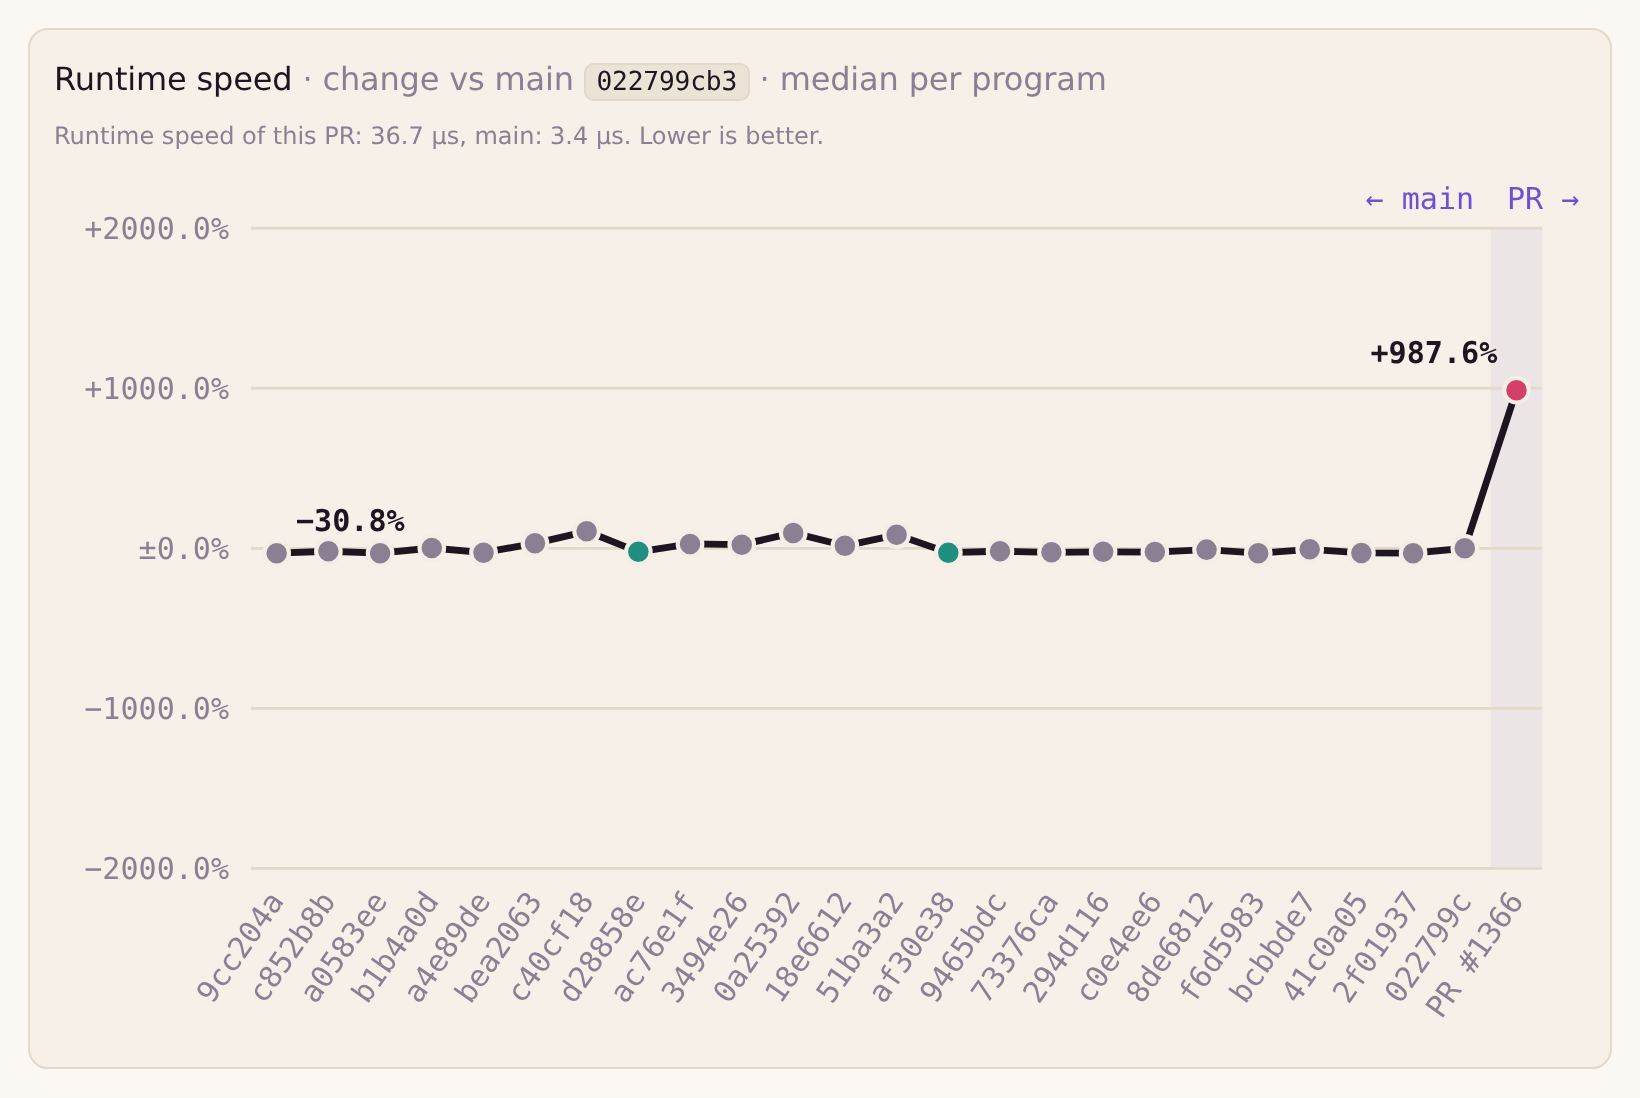 Runtime speed · change vs main 022799cb3 · median per program
Runtime speed of this PR: 36.7 µs, main: 3.4 µs. Lower is better.
← main PR →
+2000.0%
+987.6%
+1000.0%
−30.8%
±0.0%
−1000.0%
−2000.0%
9cc204a
c852b8b
a0583ee
b1b4a0d
a4e89de
bea2063
c40cf18
d28858e
ac76e1f
3494e26
0a25392
18e6612
51ba3a2
af30e38
9465bdc
73376ca
294d116
c0e4ee6
8de6812
f6d5983
bcbbde7
41c0a05
2f01937
022799c
PR #1366